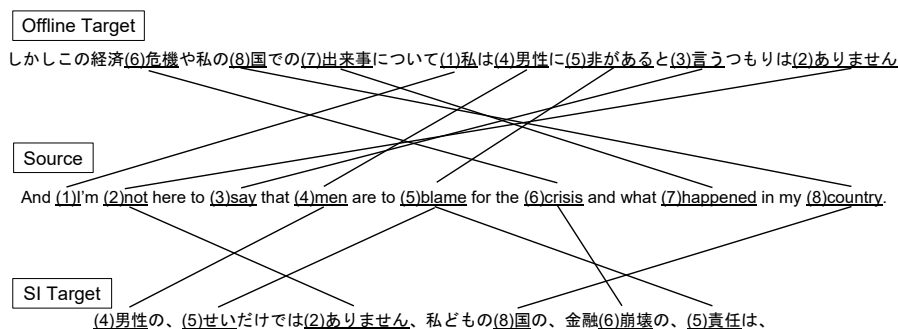 Offline Target
しかしこの経済(6)危機や私の(8)国での(7)出来事について(1)私は(4)男性に(5)非があると(3)言うつもりは(2)ありません
Source
And (1)I'm (2)not here to (3)say that (4)men are to (5)blame for the (6)crisis and what (7)happened in my (8)country.
SI Target
(4)男性の、(5)せいだけでは(2)ありません、私どもの(8)国の、金融(6)崩壊の、(5)責任は、